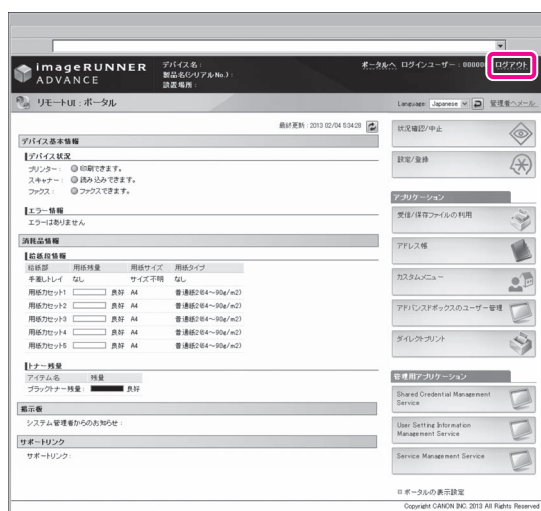 imageRUNNER
ADVANCE
デバイス名 :
製品名(シリアルNo.) :
設置場所 :
ポータルへ ログインユーザー : 000000 ログアウト
リモートUI : ポータル
Language: Japanese 管理者へメール
最終更新 : 2013 02/04 5:34:28
デバイス基本情報
デバイス状況
プリンター : 印刷できます。
スキャナー : 読み込みできます。
ファクス : ファクスできます。
エラー情報
エラーはありません
消耗品情報
給紙段情報
給紙部 用紙残量 用紙サイズ 用紙タイプ
手差しトレイ なし サイズ不明 なし
用紙カセット1 良好 A4 普通紙2(64～90g/m2)
用紙カセット2 良好 A4 普通紙2(64～90g/m2)
用紙カセット3 良好 A4 普通紙2(64～90g/m2)
用紙カセット4 良好 A4 普通紙2(64～90g/m2)
用紙カセット5 良好 A4 普通紙2(64～90g/m2)
トナー残量
アイテム名 残量
ブラックトナー残量 : 良好
掲示板
システム管理者からのお知らせ :
サポートリンク
サポートリンク :
状況確認/中止
設定/登録
アプリケーション
受信/保存ファイルの利用
アドレス帳
カスタムメニュー
アドバンスドボックスのユーザー管理
ダイレクトプリント
管理用アプリケーション
Shared Credential Management
Service
User Setting Information
Management Service
Service Management Service
ポータルの表示設定
Copyright CANON INC. 2013 All Rights Reserved